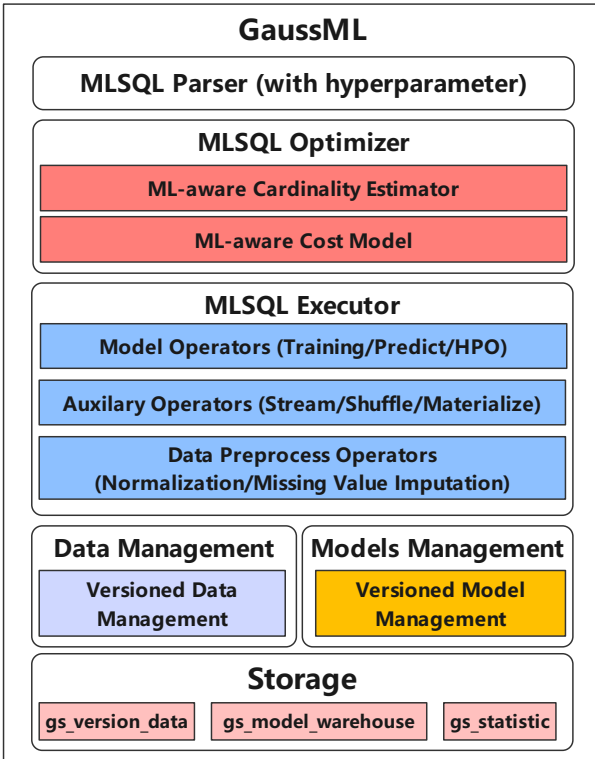 GaussML
MLSQL Parser (with hyperparameter)
MLSQL Optimizer
ML-aware Cardinality Estimator
ML-aware Cost Model
MLSQL Executor
Model Operators (Training/Predict/HPO)
Auxilary Operators (Stream/Shuffle/Materialize)
Data Preprocess Operators
(Normalization/Missing Value Imputation)
Data Management
Versioned Data
Management
Models Management
Versioned Model
Management
Storage
gs_version_data
gs_model_warehouse
gs_statistic